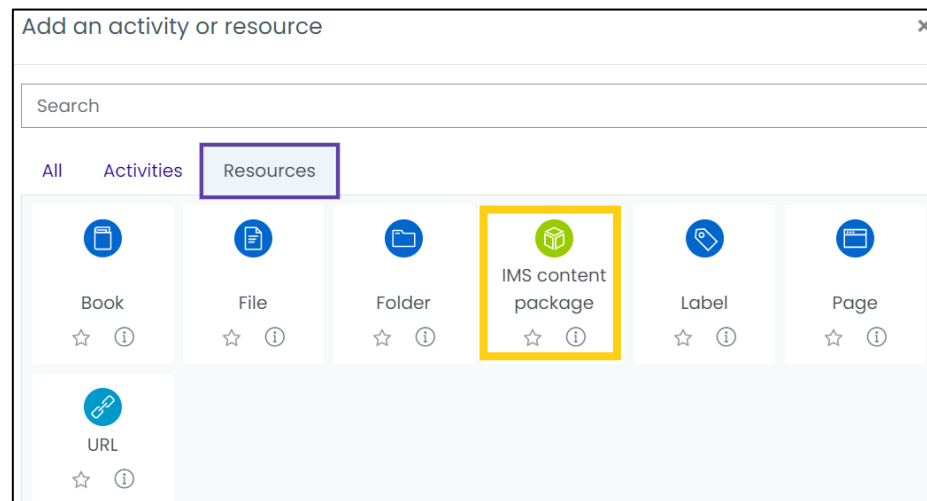 Add an activity or resource
Search
All Activities Resources
Book File Folder IMS content package Label Page
URL